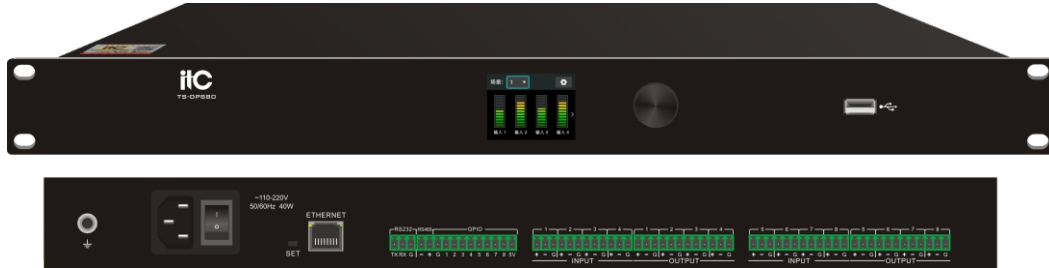 itC
TS-DP880
场景: 1
输入 1 输入 2 输入 3 输入 4
~110-220V
50/60Hz 40W
ETHERNET
SET
RS232 RS485 GPIO
TX RX G - + G 1 2 3 4 5 6 7 8 5V
1 2 3 4 1 2 3 4
+ - G + - G + - G + - G + - G + - G + - G + - G
INPUT OUTPUT
5 6 7 8 5 6 7 8
+ - G + - G + - G + - G + - G + - G + - G + - G
INPUT OUTPUT